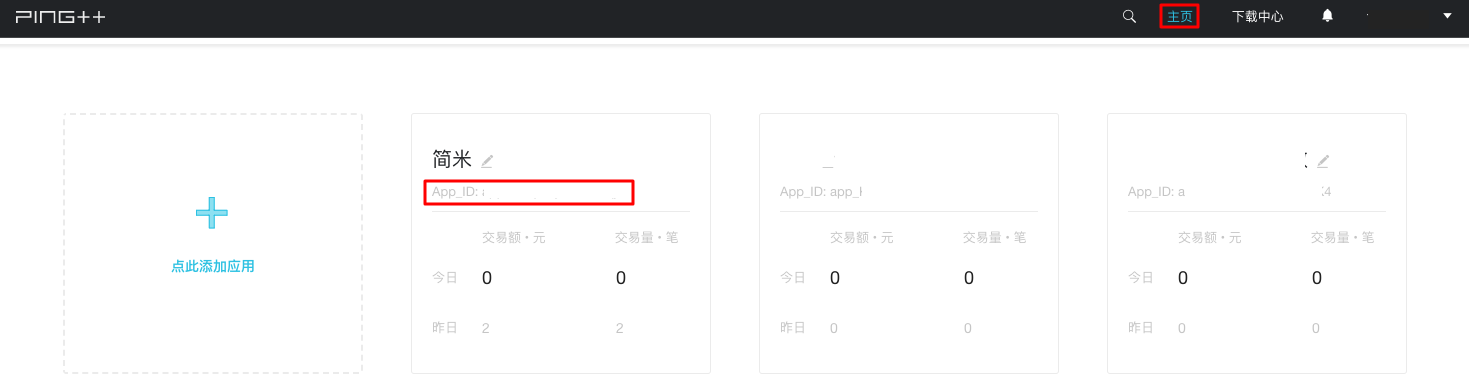 PING++ 主页 下载中心
简米
App_ID:
App_ID: app_
App_ID: a 4
交易额·元 交易量·笔 交易额·元 交易量·笔 交易额·元 交易量·笔
点此添加应用
今日 0 0 今日 0 0 今日 0 0
昨日 2 2 昨日 0 0 昨日 0 0